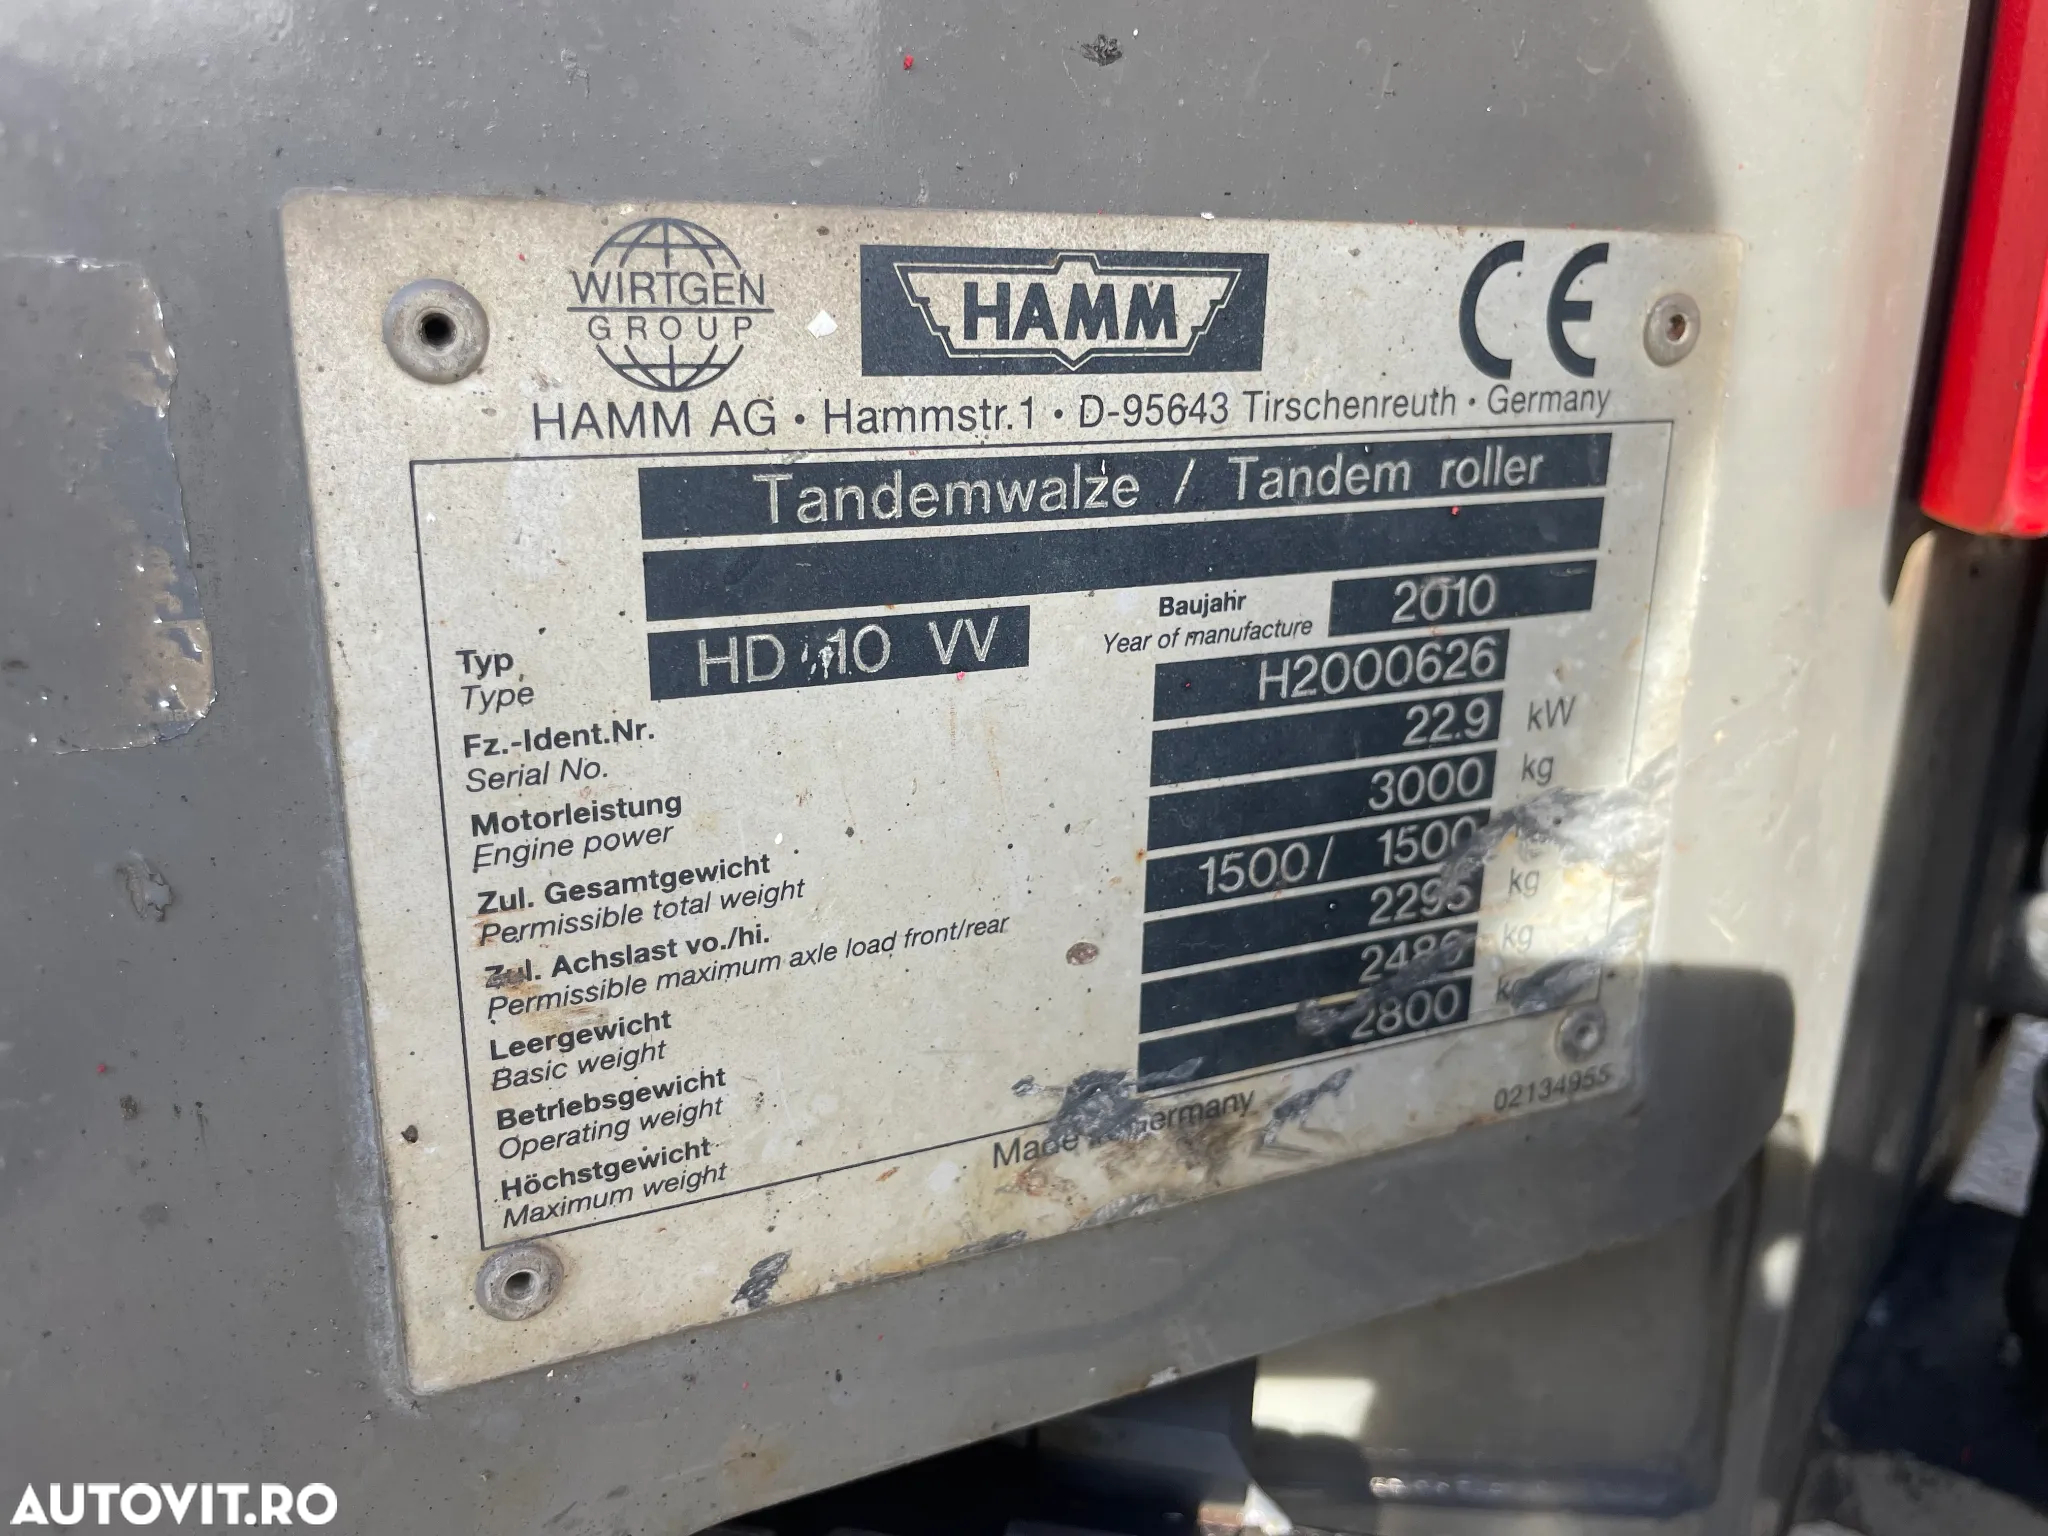 WIRTGEN
GROUP
HAMM
CE
HAMM AG · Hammstr.1 · D-95643 Tirschenreuth · Germany
Tandemwalze / Tandem roller
Typ
Type
HD 10 VV
Baujahr
Year of manufacture
2010
Fz.-Ident.Nr.
Serial No.
H2000626
Motorleistung
Engine power
22.9 kW
Zul. Gesamtgewicht
Permissible total weight
3000 kg
Zul. Achslast vo./hi.
Permissible maximum axle load front/rear
1500/ 1500
Leergewicht
Basic weight
2295 kg
Betriebsgewicht
Operating weight
kg
Höchstgewicht
Maximum weight
2800 kg
Made Germany
02134955
AUTOVIT.RO